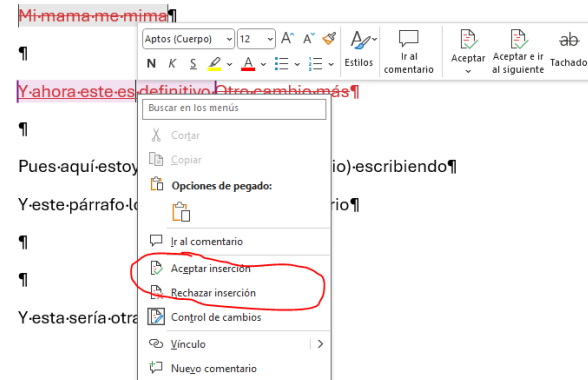 Mi·mama·me·mima¶
Aptos (Cuerpo) 12 A A
N K S A Estilos Ir al comentario Aceptar Aceptar e ir al siguiente ab Tachado
¶
Y·ahora·este·es·definitivo.·Otro·cambio·más¶
Buscar en los menús
¶
Cortar
Copiar
Pues·aquí·estoy io)·escribiendo¶
Opciones de pegado:
Y·este·párrafo·l rio¶
¶
Ir al comentario
¶
Aceptar inserción
Rechazar inserción
Y·esta·sería·otra
Control de cambios
Vínculo
Nuevo comentario